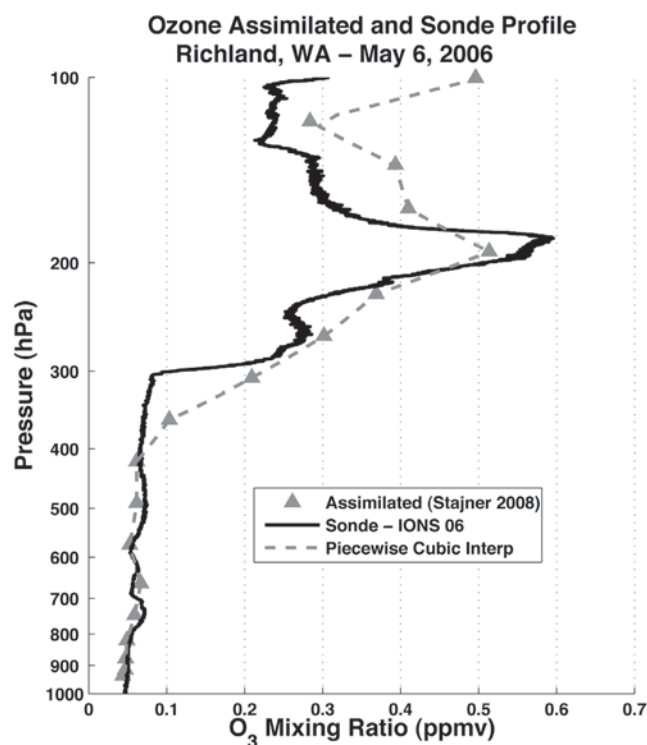 Ozone Assimilated and Sonde Profile
Richland, WA – May 6, 2006
100
200
300
400
500
600
700
800
900
1000
Pressure (hPa)
Assimilated (Stajner 2008)
Sonde – IONS 06
Piecewise Cubic Interp
0 0.1 0.2 0.3 0.4 0.5 0.6 0.7
O3 Mixing Ratio (ppmv)